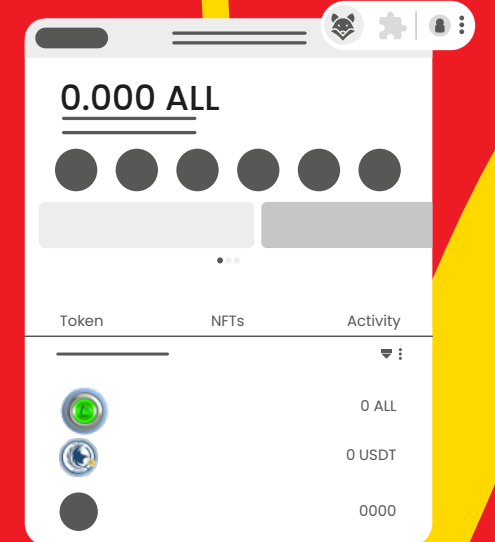 0.000 ALL
Token NFTs Activity
0 ALL
0 USDT
0000